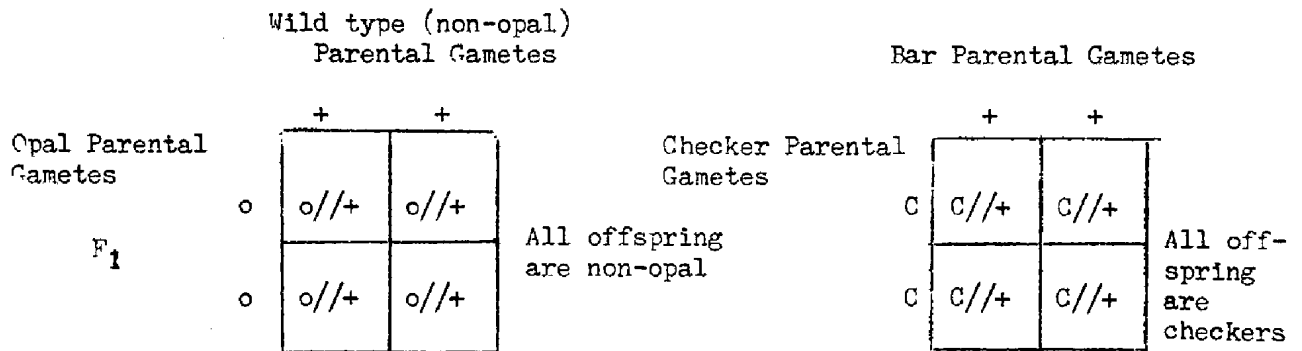 Wild type (non-opal)
Parental Gametes
+ +
Opal Parental
Gametes
o o//+ o//+
F1
All offspring
are non-opal
o o//+ o//+
Bar Parental Gametes
+ +
Checker Parental
Gametes
C C//+ C//+
All off-
spring
are
checkers
C C//+ C//+